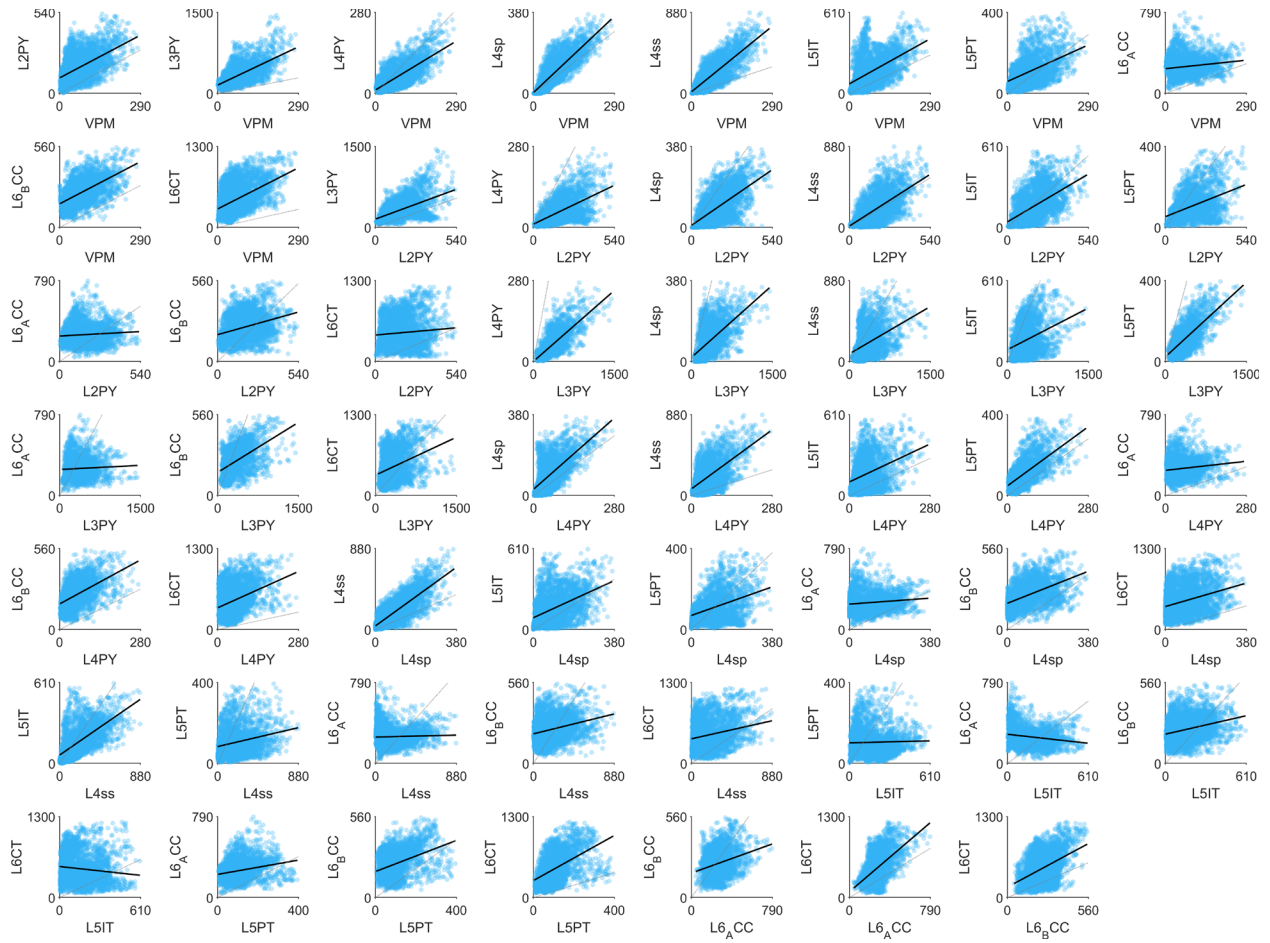 L2PY 540 0 0 290 VPM
L3PY 1500 0 0 290 VPM
L4PY 280 0 0 290 VPM
L4sp 380 0 0 290 VPM
L4ss 880 0 0 290 VPM
L5IT 610 0 0 290 VPM
L5PT 400 0 0 290 VPM
L6ACC 790 0 0 290 VPM
L6BCC 560 0 0 290 VPM
L6CT 1300 0 0 290 VPM
L3PY 1500 0 0 540 L2PY
L4PY 280 0 0 540 L2PY
L4sp 380 0 0 540 L2PY
L4ss 880 0 0 540 L2PY
L5IT 610 0 0 540 L2PY
L5PT 400 0 0 540 L2PY
L6ACC 790 0 0 540 L2PY
L6BCC 560 0 0 540 L2PY
L6CT 1300 0 0 540 L2PY
L4PY 280 0 0 1500 L3PY
L4sp 380 0 0 1500 L3PY
L4ss 880 0 0 1500 L3PY
L5IT 610 0 0 1500 L3PY
L5PT 400 0 0 1500 L3PY
L6ACC 790 0 0 1500 L3PY
L6BCC 560 0 0 1500 L3PY
L6CT 1300 0 0 1500 L3PY
L4sp 380 0 0 280 L4PY
L4ss 880 0 0 280 L4PY
L5IT 610 0 0 280 L4PY
L5PT 400 0 0 280 L4PY
L6ACC 790 0 0 280 L4PY
L6BCC 560 0 0 280 L4PY
L6CT 1300 0 0 280 L4PY
L4ss 880 0 0 380 L4sp
L5IT 610 0 0 380 L4sp
L5PT 400 0 0 380 L4sp
L6ACC 790 0 0 380 L4sp
L6BCC 560 0 0 380 L4sp
L6CT 1300 0 0 380 L4sp
L5IT 610 0 0 880 L4ss
L5PT 400 0 0 880 L4ss
L6ACC 790 0 0 880 L4ss
L6BCC 560 0 0 880 L4ss
L6CT 1300 0 0 880 L4ss
L5PT 400 0 0 610 L5IT
L6ACC 790 0 0 610 L5IT
L6BCC 560 0 0 610 L5IT
L6CT 1300 0 0 610 L5IT
L6ACC 790 0 0 400 L5PT
L6BCC 560 0 0 400 L5PT
L6CT 1300 0 0 400 L5PT
L6BCC 560 0 0 790 L6ACC
L6CT 1300 0 0 790 L6ACC
L6CT 1300 0 0 560 L6BCC